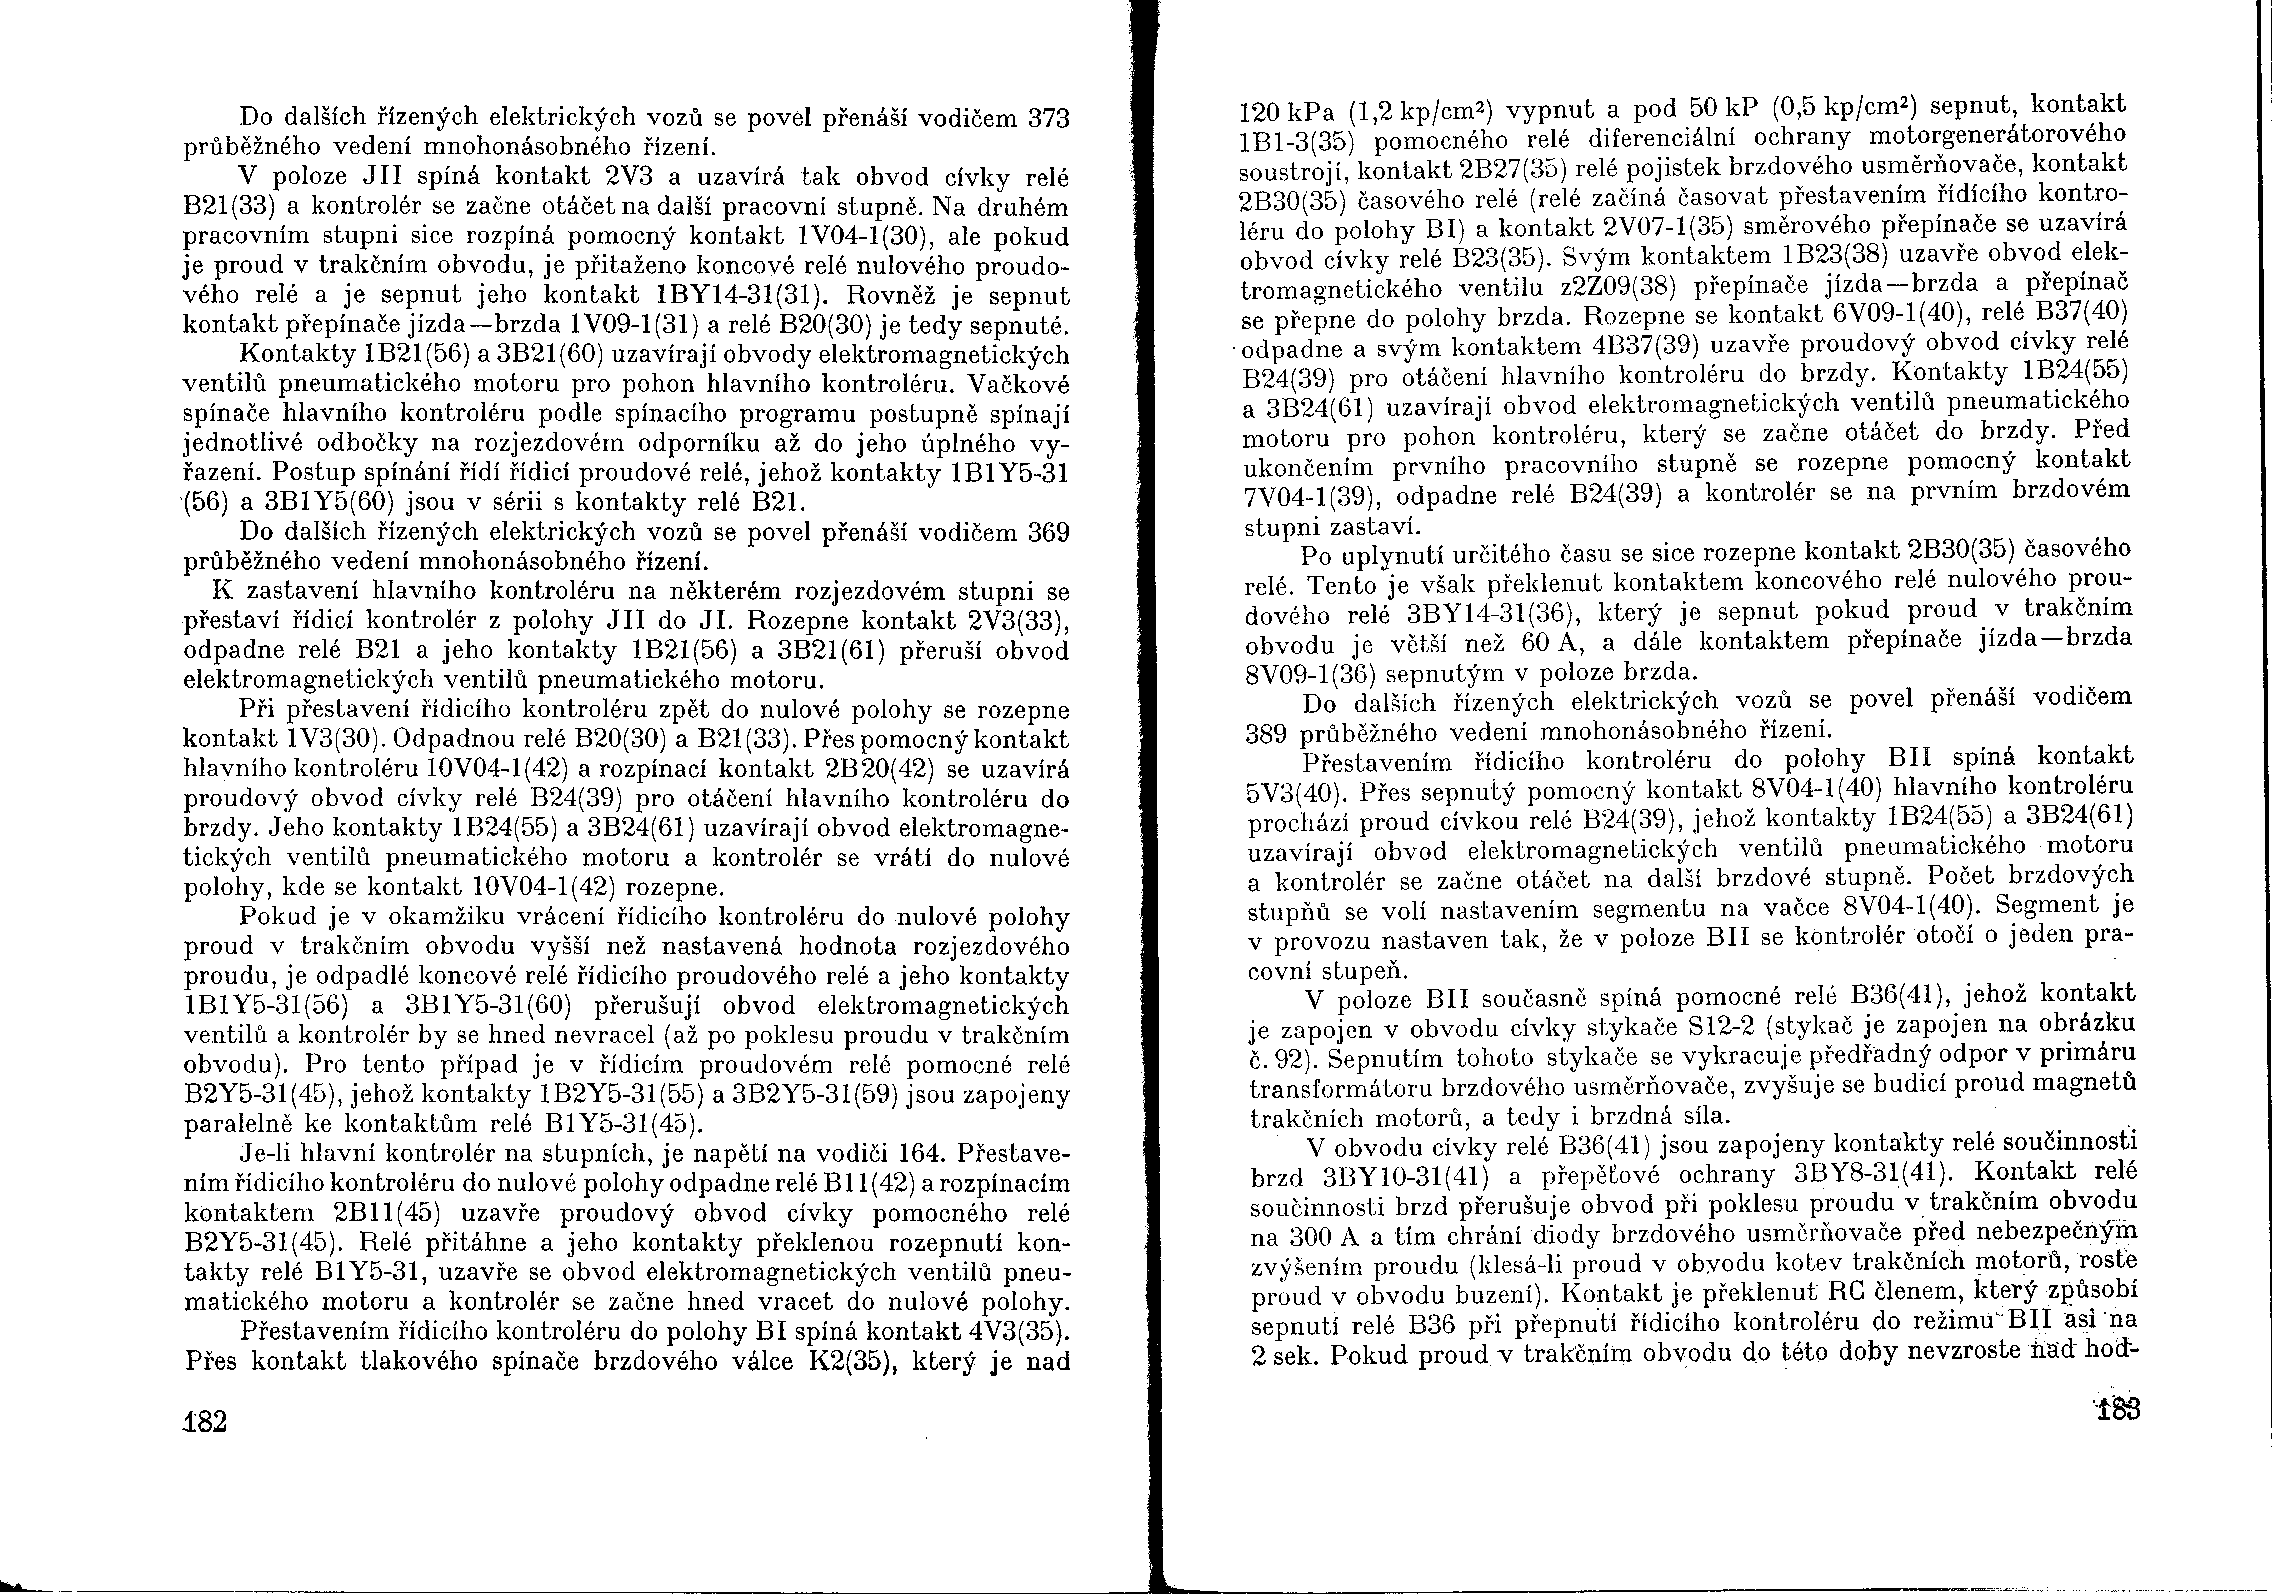 Do dalších řízených elektrických vozů se povel přenáší vodičem 373
průběžného vedení mnohonásobného řízení.
V poloze JII spíná kontakt 2V3 a uzavírá tak obvod cívky relé
B21(33) a kontrolér se začne otáčet na další pracovní stupně. Na druhém
pracovním stupni sice rozpíná pomocný kontakt 1V04-1(30), ale pokud
je proud v trakčním obvodu, je přitaženo koncové relé nulového proudo-
vého relé a je sepnut jeho kontakt 1BY14-31(31). Rovněž je sepnut
kontakt přepínače jízda—brzda 1V09-1(31) a relé B20(30) je tedy sepnuté.
Kontakty 1B21(56) a 3B21(60) uzavírají obvody elektromagnetických
ventilů pneumatického motoru pro pohon hlavního kontroléru. Vačkové
spínače hlavního kontroléru podle spínacího programu postupně spínají
jednotlivé odbočky na rozjezdovém odporníku až do jeho úplného vy-
řazení. Postup spínání řídí řídicí proudové relé, jehož kontakty 1B1Y5-31
(56) a 3B1Y5(60) jsou v sérii s kontakty relé B21.
Do dalších řízených elektrických vozů se povel přenáší vodičem 369
průběžného vedení mnohonásobného řízení.
K zastavení hlavního kontroléru na některém rozjezdovém stupni se
přestaví řídicí kontrolér z polohy JII do JI. Rozepne kontakt 2V3(33),
odpadne relé B21 a jeho kontakty 1B21(56) a 3B21(61) přeruší obvod
elektromagnetických ventilů pneumatického motoru.
Při přestavení řídicího kontroléru zpět do nulové polohy se rozepne
kontakt 1V3(30). Odpadnou relé B20(30) a B21(33). Přes pomocný kontakt
hlavního kontroléru 10V04-1(42) a rozpínací kontakt 2B20(42) se uzavírá
proudový obvod cívky relé B24(39) pro otáčení hlavního kontroléru do
brzdy. Jeho kontakty 1B24(55) a 3B24(61) uzavírají obvod elektromagne-
tických ventilů pneumatického motoru a kontrolér se vrátí do nulové
polohy, kde se kontakt 10V04-1(42) rozepne.
Pokud je v okamžiku vrácení řídicího kontroléru do nulové polohy
proud v trakčním obvodu vyšší než nastavená hodnota rozjezdového
proudu, je odpadlé koncové relé řídicího proudového relé a jeho kontakty
1B1Y5-31(56) a 3B1Y5-31(60) přerušují obvod elektromagnetických
ventilů a kontrolér by se hned nevracel (až po poklesu proudu v trakčním
obvodu). Pro tento případ je v řídicím proudovém relé pomocné relé
B2Y5-31(45), jehož kontakty 1B2Y5-31(55) a 3B2Y5-31(59) jsou zapojeny
paralelně ke kontaktům relé B1Y5-31(45).
Je-li hlavní kontrolér na stupních, je napětí na vodiči 164. Přestave-
ním řídicího kontroléru do nulové polohy odpadne relé B11(42) a rozpínacím
kontaktem 2B11(45) uzavře proudový obvod cívky pomocného relé
B2Y5-31(45). Relé přitáhne a jeho kontakty překlenou rozepnutí kon-
takty relé B1Y5-31, uzavře se obvod elektromagnetických ventilů pneu-
matického motoru a kontrolér se začne hned vracet do nulové polohy.
Přestavením řídicího kontroléru do polohy BI spíná kontakt 4V3(35).
Přes kontakt tlakového spínače brzdového válce K2(35), který je nad
182
120 kPa (1,2 kp/cm²) vypnut a pod 50 kP (0,5 kp/cm²) sepnut, kontakt
1B1-3(35) pomocného relé diferenciální ochrany motorgenerátorového
soustrojí, kontakt 2B27(35) relé pojistek brzdového usměrňovače, kontakt
2B30(35) časového relé (relé začíná časovat přestavením řídícího kontro-
léru do polohy BI) a kontakt 2V07-1(35) směrového přepínače se uzavírá
obvod cívky relé B23(35). Svým kontaktem 1B23(38) uzavře obvod elek-
tromagnetického ventilu z2Z09(38) přepínače jízda—brzda a přepínač
se přepne do polohy brzda. Rozepne se kontakt 6V09-1(40), relé B37(40)
odpadne a svým kontaktem 4B37(39) uzavře proudový obvod cívky relé
B24(39) pro otáčení hlavního kontroléru do brzdy. Kontakty 1B24(55)
a 3B24(61) uzavírají obvod elektromagnetických ventilů pneumatického
motoru pro pohon kontroléru, který se začne otáčet do brzdy. Před
ukončením prvního pracovního stupně se rozepne pomocný kontakt
7V04-1(39), odpadne relé B24(39) a kontrolér se na prvním brzdovém
stupni zastaví.
Po uplynutí určitého času se sice rozepne kontakt 2B30(35) časového
relé. Tento je však překlenut kontaktem koncového relé nulového prou-
dového relé 3BY14-31(36), který je sepnut pokud proud v trakčním
obvodu je větší než 60 A, a dále kontaktem přepínače jízda—brzda
8V09-1(36) sepnutým v poloze brzda.
Do dalších řízených elektrických vozů se povel přenáší vodičem
389 průběžného vedení mnohonásobného řízení.
Přestavením řídicího kontroléru do polohy BII spíná kontakt
5V3(40). Přes sepnutý pomocný kontakt 8V04-1(40) hlavního kontroléru
prochází proud cívkou relé B24(39), jehož kontakty 1B24(55) a 3B24(61)
uzavírají obvod elektromagnetických ventilů pneumatického motoru
a kontrolér se začne otáčet na další brzdové stupně. Počet brzdových
stupňů se volí nastavením segmentu na vačce 8V04-1(40). Segment je
v provozu nastaven tak, že v poloze BII se kontrolér otočí o jeden pra-
covní stupeň.
V poloze BII současně spíná pomocné relé B36(41), jehož kontakt
je zapojen v obvodu cívky stykače S12-2 (stykač je zapojen na obrázku
č. 92). Sepnutím tohoto stykače se vykracuje předřadný odpor v primáru
transformátoru brzdového usměrňovače, zvyšuje se budicí proud magnetů
trakčních motorů, a tedy i brzdná síla.
V obvodu cívky relé B36(41) jsou zapojeny kontakty relé součinnosti
brzd 3BY10-31(41) a přepěťové ochrany 3BY8-31(41). Kontakt relé
součinnosti brzd přerušuje obvod při poklesu proudu v trakčním obvodu
na 300 A a tím chrání diody brzdového usměrňovače před nebezpečným
zvýšením proudu (klesá-li proud v obvodu kotev trakčních motorů, roste
proud v obvodu buzení). Kontakt je překlenut RC členem, který způsobí
sepnutí relé B36 při přepnutí řídicího kontroléru do režimu BII asi na
2 sek. Pokud proud v trakčním obvodu do této doby nevzroste nad hod-
183